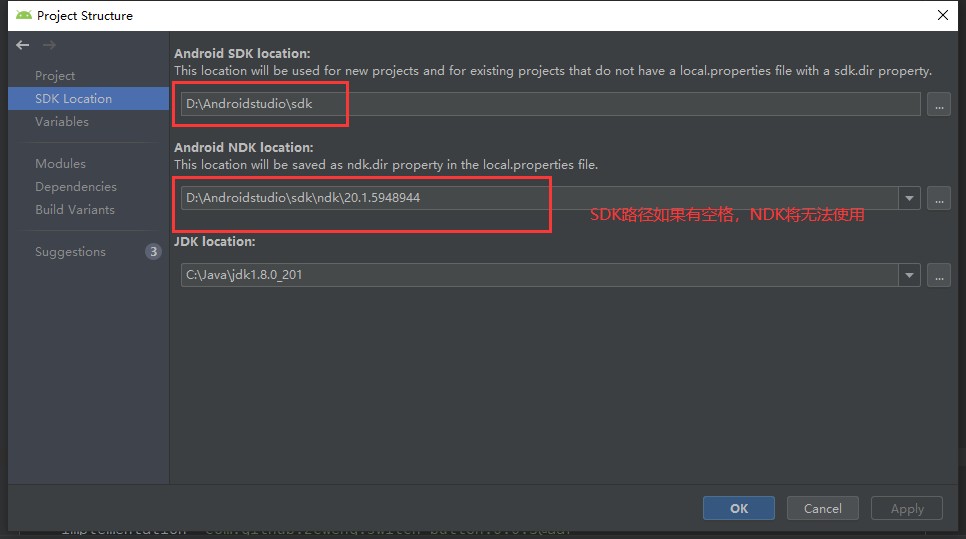 Project Structure
Project
SDK Location
Variables
Modules
Dependencies
Build Variants
Suggestions 3
Android SDK location:
This location will be used for new projects and for existing projects that do not have a local.properties file with a sdk.dir property.
D:\Androidstudio\sdk
...
Android NDK location:
This location will be saved as ndk.dir property in the local.properties file.
D:\Androidstudio\sdk\ndk\20.1.5948944
...
SDK路径如果有空格，NDK将无法使用
JDK location:
C:\Java\jdk1.8.0_201
...
OK
Cancel
Apply